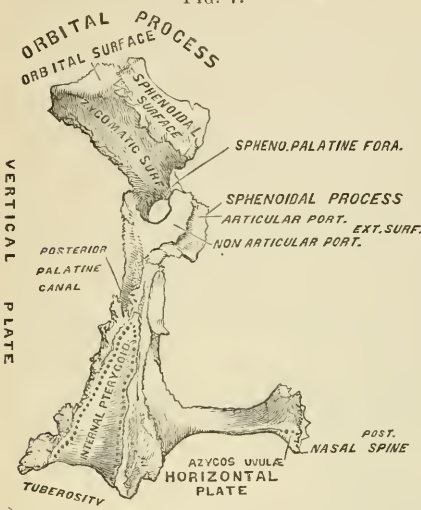 Fig. 7.
ORBITAL PROCESS
ORBITAL SURFACE
SPHENOIDAL
SURFACE
ZYGOMATIC SURF
SPHENO.PALATINE FORA.
SPHENOIDAL PROCESS
ARTICULAR PORT.
EXT. SURF.
NON ARTICULAR PORT.
VERTICAL PLATE
POSTERIOR
PALATINE
CANAL
INTERNAL PTERYGOID
POST.
NASAL SPINE
AZYGOS UVULÆ
HORIZONTAL
PLATE
TUBEROSITY